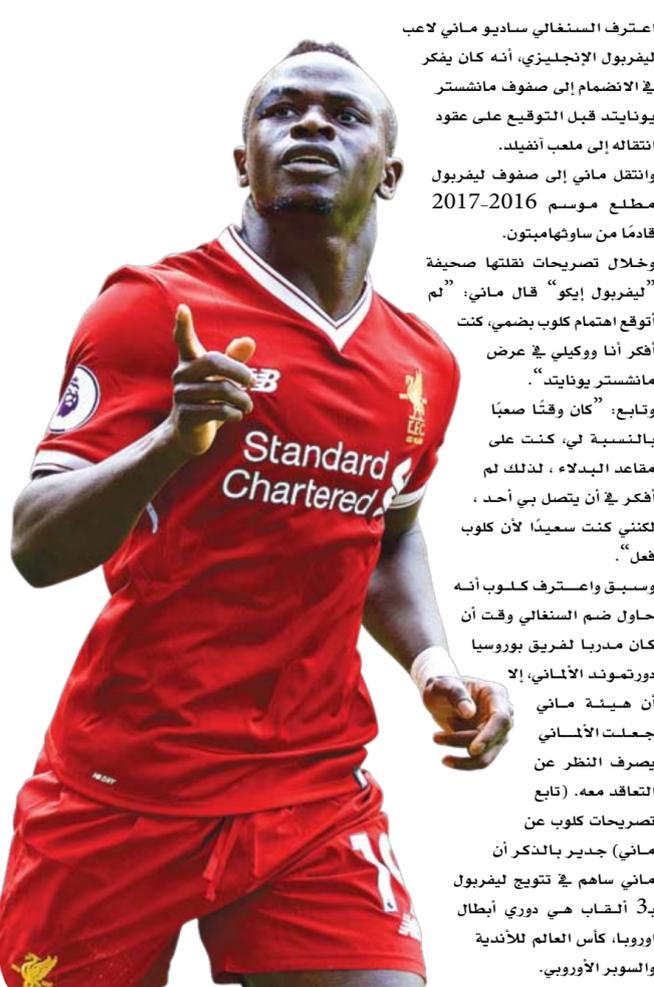 اعترف السنغالي ساديو ماني لاعب
ليفربول الإنجليزي، أنه كان يفكر
في الانضمام إلى صفوف مانشستر
يونايتد قبل التوقيع على عقود
انتقاله إلى ملعب آنفيلد.
وانتقل ماني إلى صفوف ليفربول
مطلع موسم 2016-2017
قادمًا من ساوثهامبتون.
وخلال تصريحات نقلتها صحيفة
”ليفربول إيكو“ قال ماني: ”لم
أتوقع اهتمام كلوب بضمي، كنت
أفكر أنا ووكيلي في عرض
مانشستر يونايتد“.
وتابع: ”كان وقتًا صعبًا
بالنسبة لي، كنت على
مقاعد البدلاء ، لذلك لم
أفكر في أن يتصل بي أحد ،
لكنني كنت سعيدًا لأن كلوب
فعل“.
وسبق واعترف كلوب أنه
حاول ضم السنغالي وقت أن
كان مدربا لفريق بوروسيا
دورتموند الألماني، إلا
أن هيئة ماني
جعلت الألماني
يصرف النظر عن
التعاقد معه. (تابع
تصريحات كلوب عن
ماني) جدير بالذكر أن
ماني ساهم في تتويج ليفربول
بـ3 ألقاب هي دوري أبطال
اوروبا، كأس العالم للأندية
والسوبر الأوروبي.
NB
L.F.C.
Standard
Chartered
NB DRY
19
NB